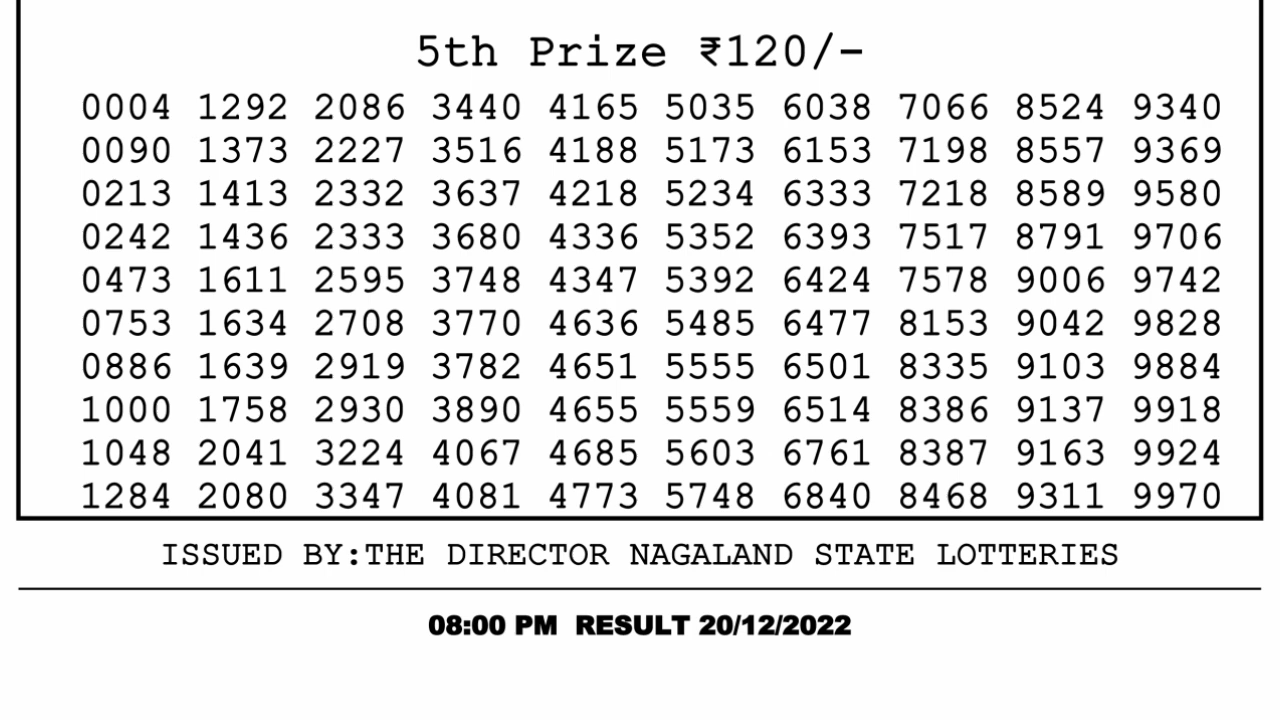 5th Prize ₹120/-
0004 1292 2086 3440 4165 5035 6038 7066 8524 9340
0090 1373 2227 3516 4188 5173 6153 7198 8557 9369
0213 1413 2332 3637 4218 5234 6333 7218 8589 9580
0242 1436 2333 3680 4336 5352 6393 7517 8791 9706
0473 1611 2595 3748 4347 5392 6424 7578 9006 9742
0753 1634 2708 3770 4636 5485 6477 8153 9042 9828
0886 1639 2919 3782 4651 5555 6501 8335 9103 9884
1000 1758 2930 3890 4655 5559 6514 8386 9137 9918
1048 2041 3224 4067 4685 5603 6761 8387 9163 9924
1284 2080 3347 4081 4773 5748 6840 8468 9311 9970
ISSUED BY:THE DIRECTOR NAGALAND STATE LOTTERIES
08:00 PM RESULT 20/12/2022